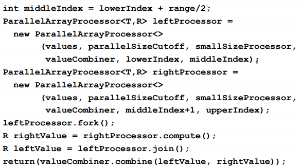 int middleIndex = lowerIndex + range/2;
ParallelArrayProcessor<T,R> leftProcessor =
new ParallelArrayProcessor<>
(values, parallelSizeCutoff, smallSizeProcessor,
valueCombiner, lowerIndex, middleIndex);
ParallelArrayProcessor<T,R> rightProcessor =
new ParallelArrayProcessor<>
(values, parallelSizeCutoff, smallSizeProcessor,
valueCombiner, middleIndex+1, upperIndex);
leftProcessor.fork();
R rightValue = rightProcessor.compute();
R leftValue = leftProcessor.join();
return(valueCombiner.combine(leftValue, rightValue));